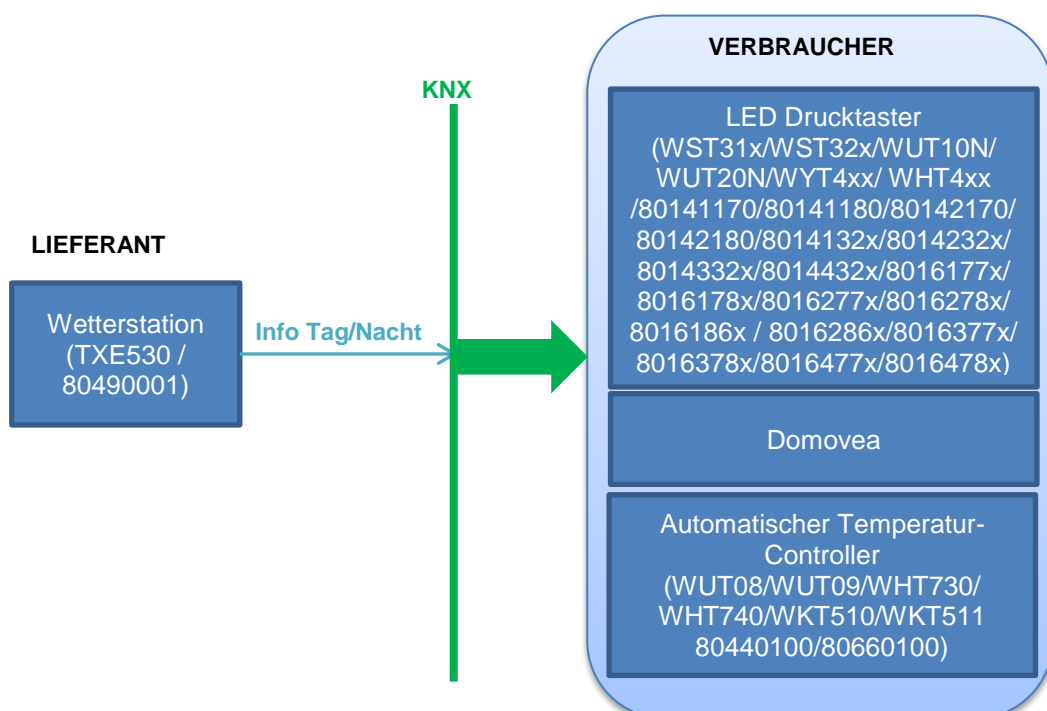 LIEFERANT
Wetterstation
(TXE530 /
80490001)
Info Tag/Nacht
KNX
VERBRAUCHER
LED Drucktaster
(WST31x/WST32x/WUT10N/
WUT20N/WYT4xx/ WHT4xx
/80141170/80141180/80142170/
80142180/8014132x/8014232x/
8014332x/8014432x/8016177x/
8016178x/8016277x/8016278x/
8016186x / 8016286x/8016377x/
8016378x/8016477x/8016478x)
Domovea
Automatischer Temperatur-
Controller
(WUT08/WUT09/WHT730/
WHT740/WKT510/WKT511
80440100/80660100)